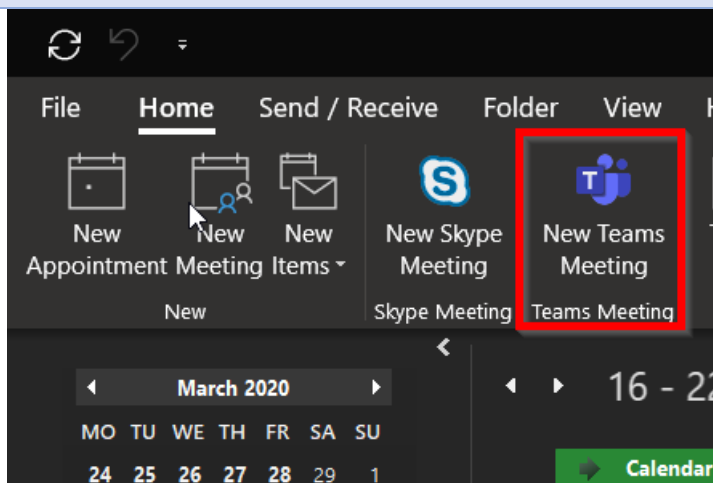 File Home Send / Receive Folder View
T
New New New New Skype New Teams
Appointment Meeting Items Meeting Meeting
New Skype Meeting Teams Meeting
March 2020 16 - 22
MO TU WE TH FR SA SU
24 25 26 27 28 29 1 Calendar